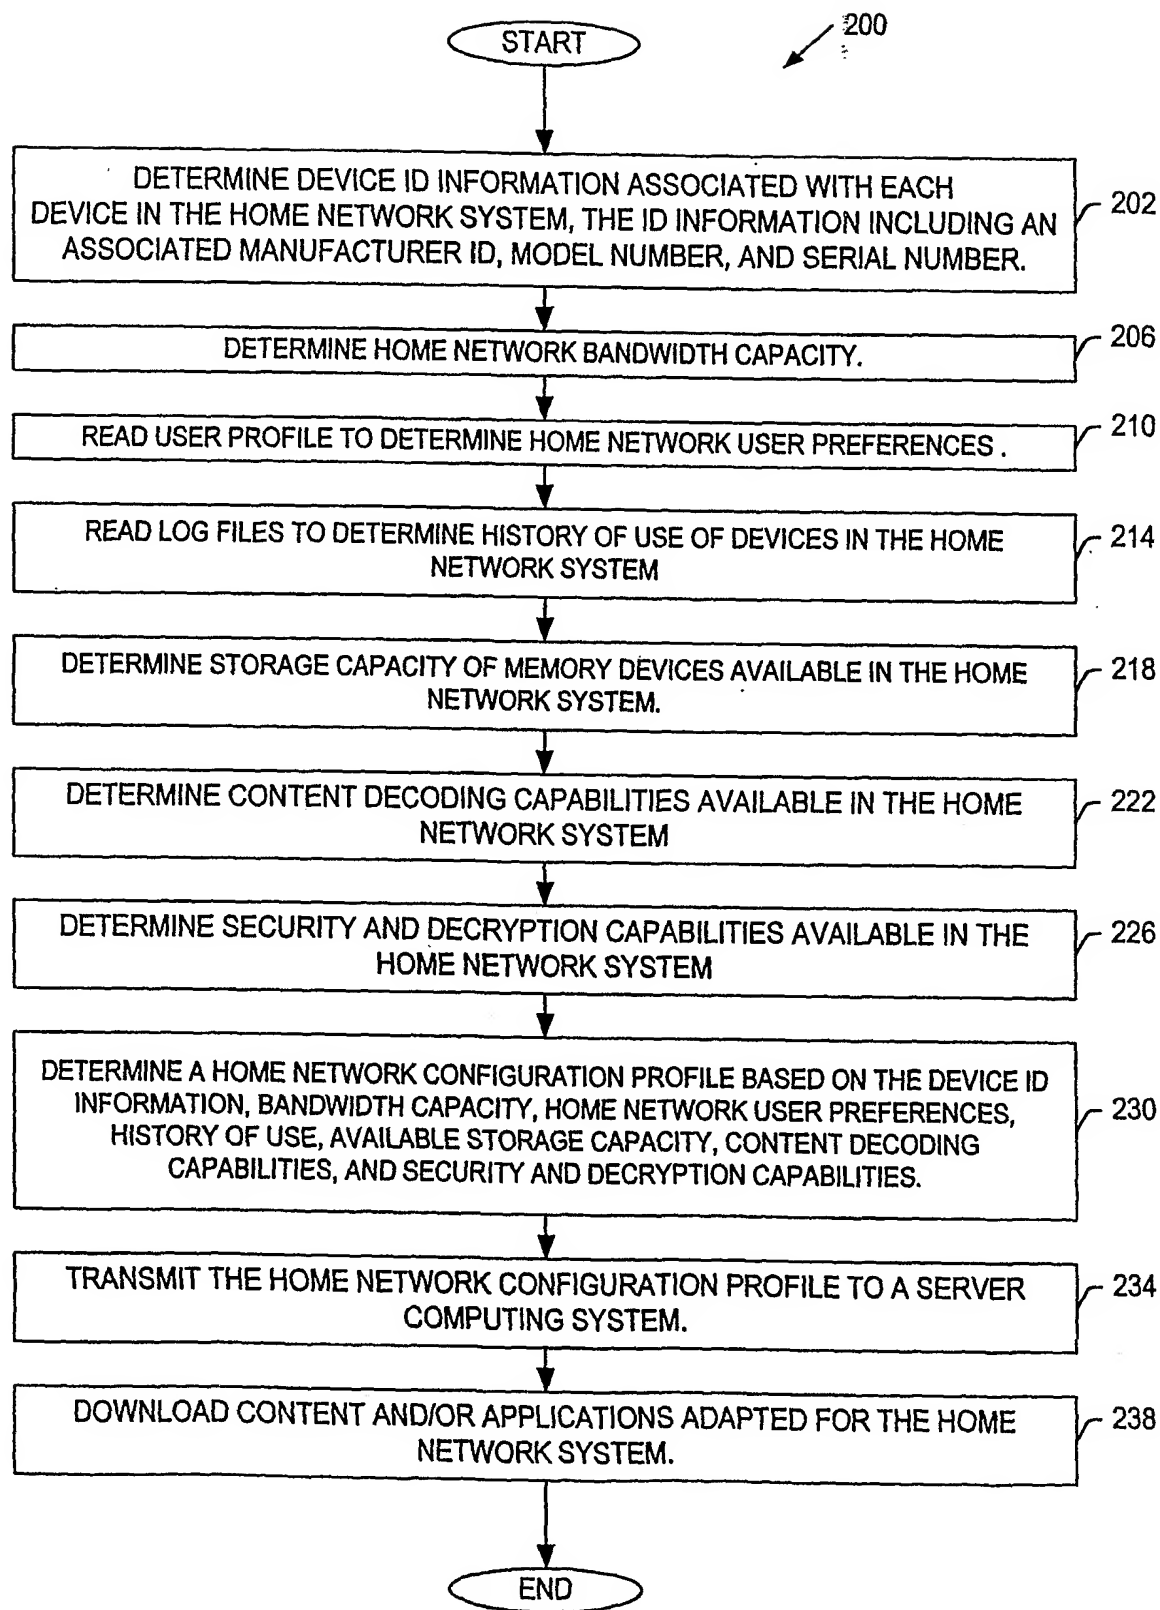 START
200
DETERMINE DEVICE ID INFORMATION ASSOCIATED WITH EACH
DEVICE IN THE HOME NETWORK SYSTEM, THE ID INFORMATION INCLUDING AN
ASSOCIATED MANUFACTURER ID, MODEL NUMBER, AND SERIAL NUMBER.
202
DETERMINE HOME NETWORK BANDWIDTH CAPACITY.
206
READ USER PROFILE TO DETERMINE HOME NETWORK USER PREFERENCES .
210
READ LOG FILES TO DETERMINE HISTORY OF USE OF DEVICES IN THE HOME
NETWORK SYSTEM
214
DETERMINE STORAGE CAPACITY OF MEMORY DEVICES AVAILABLE IN THE HOME
NETWORK SYSTEM.
218
DETERMINE CONTENT DECODING CAPABILITIES AVAILABLE IN THE HOME
NETWORK SYSTEM
222
DETERMINE SECURITY AND DECRYPTION CAPABILITIES AVAILABLE IN THE
HOME NETWORK SYSTEM
226
DETERMINE A HOME NETWORK CONFIGURATION PROFILE BASED ON THE DEVICE ID
INFORMATION, BANDWIDTH CAPACITY, HOME NETWORK USER PREFERENCES,
HISTORY OF USE, AVAILABLE STORAGE CAPACITY, CONTENT DECODING
CAPABILITIES, AND SECURITY AND DECRYPTION CAPABILITIES.
230
TRANSMIT THE HOME NETWORK CONFIGURATION PROFILE TO A SERVER
COMPUTING SYSTEM.
234
DOWNLOAD CONTENT AND/OR APPLICATIONS ADAPTED FOR THE HOME
NETWORK SYSTEM.
238
END